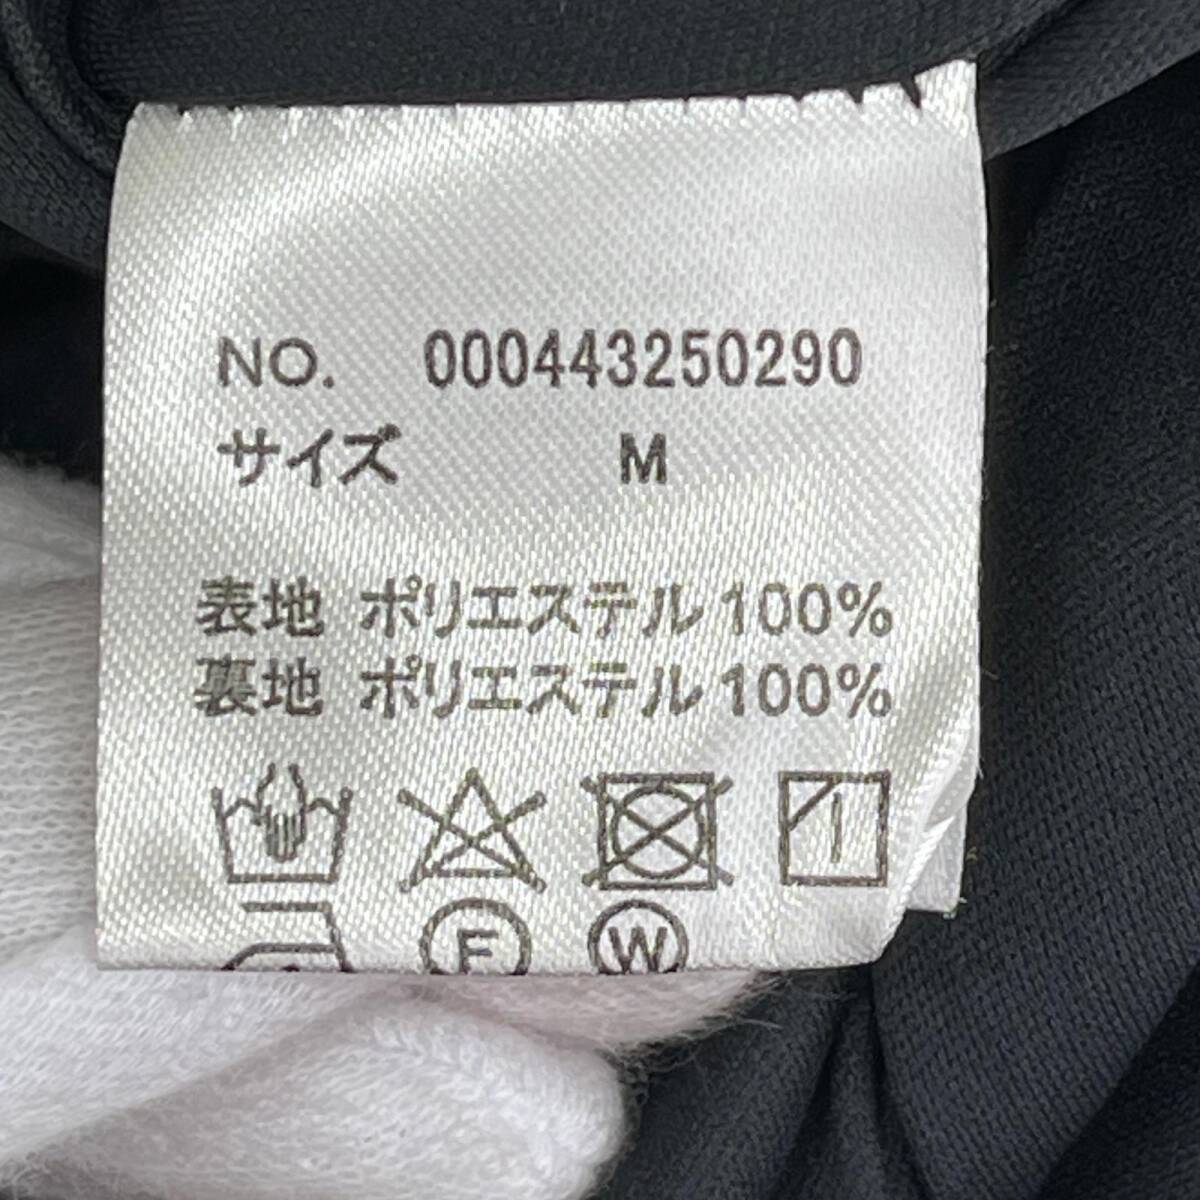 NO. 000443250290
サイズ M
表地 ポリエステル100%
裏地 ポリエステル100%
F W